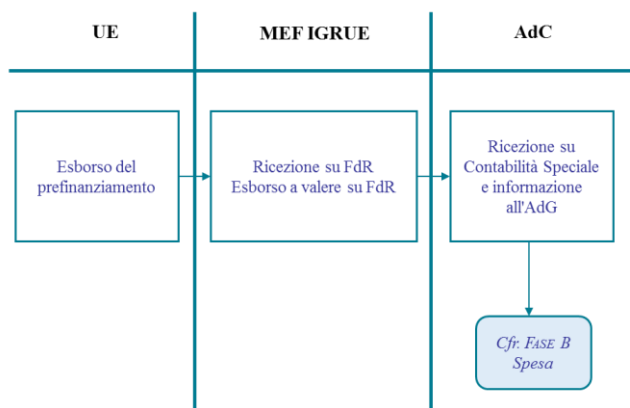 UE
MEF IGRUE
AdC
Esborso del
prefinanziamento
Ricezione su FdR
Esborso a valere su FdR
Ricezione su
Contabilità Speciale
e informazione
all'AdG
Cfr. FASE B
Spesa